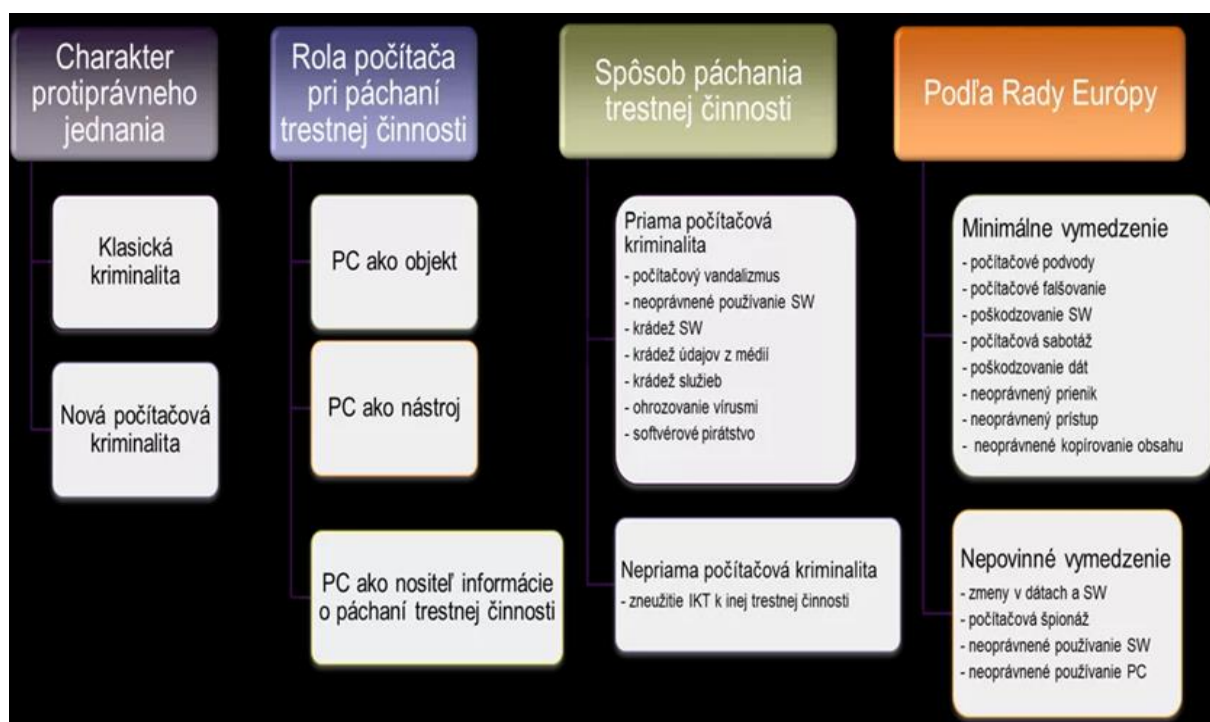 Charakter
protiprávneho
jednania
Klasická
kriminalita
Nová počítačová
kriminalita
Rola počítača
pri páchaní
trestnej činnosti
PC ako objekt
PC ako nástroj
PC ako nositeľ informácie
o páchaní trestnej činnosti
Spôsob páchania
trestnej činnosti
Priama počítačová
kriminalita
- počítačový vandalizmus
- neoprávnené používanie SW
- krádež SW
- krádež údajov z médií
- krádež služieb
- ohrozovanie vírusmi
- softvérové pirátstvo
Nepriama počítačová kriminalita
- zneužitie IKT k inej trestnej činnosti
Podľa Rady Európy
Minimálne vymedzenie
- počítačové podvody
- počítačové falšovanie
- poškodzovanie SW
- počítačová sabotáž
- poškodzovanie dát
- neoprávnený prienik
- neoprávnený prístup
- neoprávnené kopírovanie obsahu
Nepovinné vymedzenie
- zmeny v dátach a SW
- počítačová špionáž
- neoprávnené používanie SW
- neoprávnené používanie PC